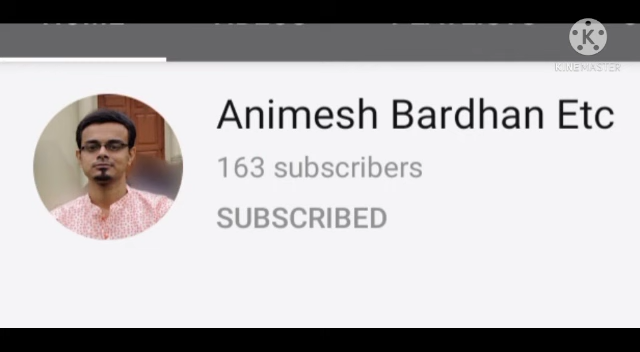 K
KINEMASTER
Animesh Bardhan Etc
163 subscribers
SUBSCRIBED